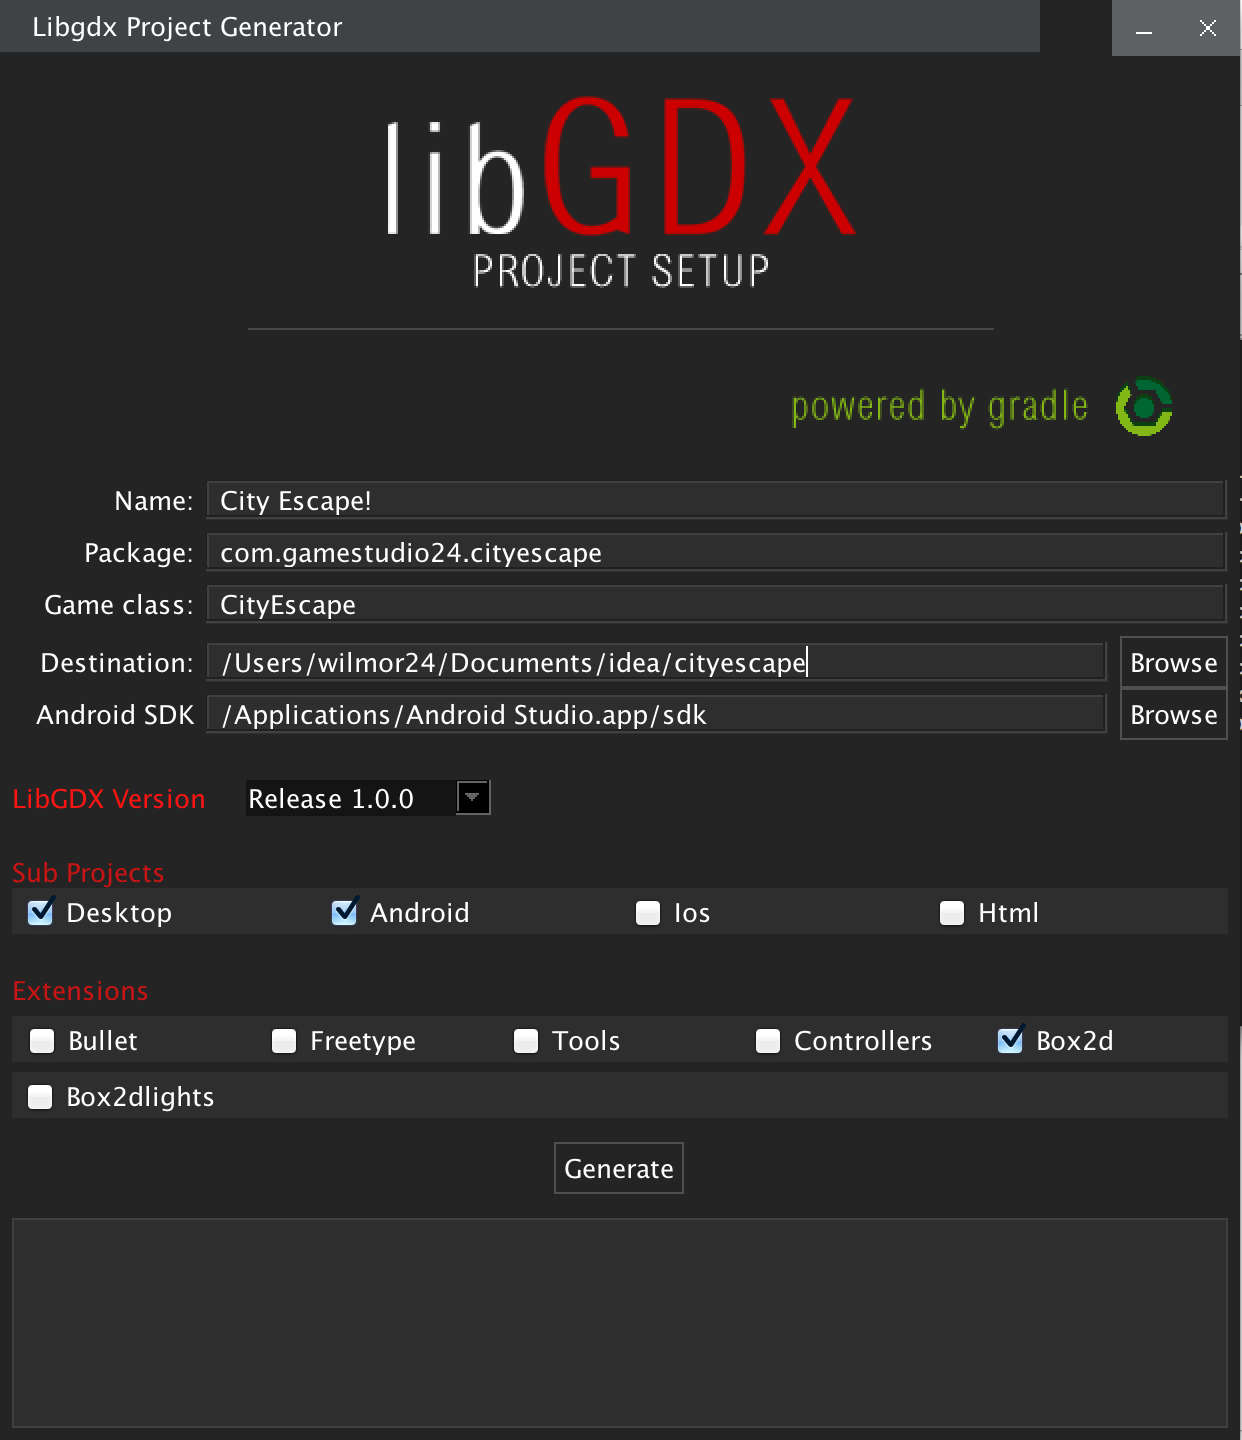 Libgdx Project Generator
libGDX
PROJECT SETUP
powered by gradle
Name: City Escape!
Package: com.gamestudio24.cityescape
Game class: CityEscape
Destination: /Users/wilmor24/Documents/idea/cityescape Browse
Android SDK /Applications/Android Studio.app/sdk Browse
LibGDX Version Release 1.0.0
Sub Projects
Desktop Android Ios Html
Extensions
Bullet Freetype Tools Controllers Box2d
Box2dlights
Generate